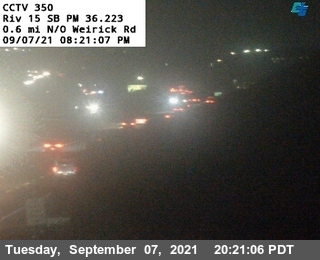 CCTV 350
Riv 15 SB PM 36.223
0.6 mi N/O Weirick Rd
09/07/21 08:21:07 PM
Tuesday, September 07, 2021 20:21:06 PDT